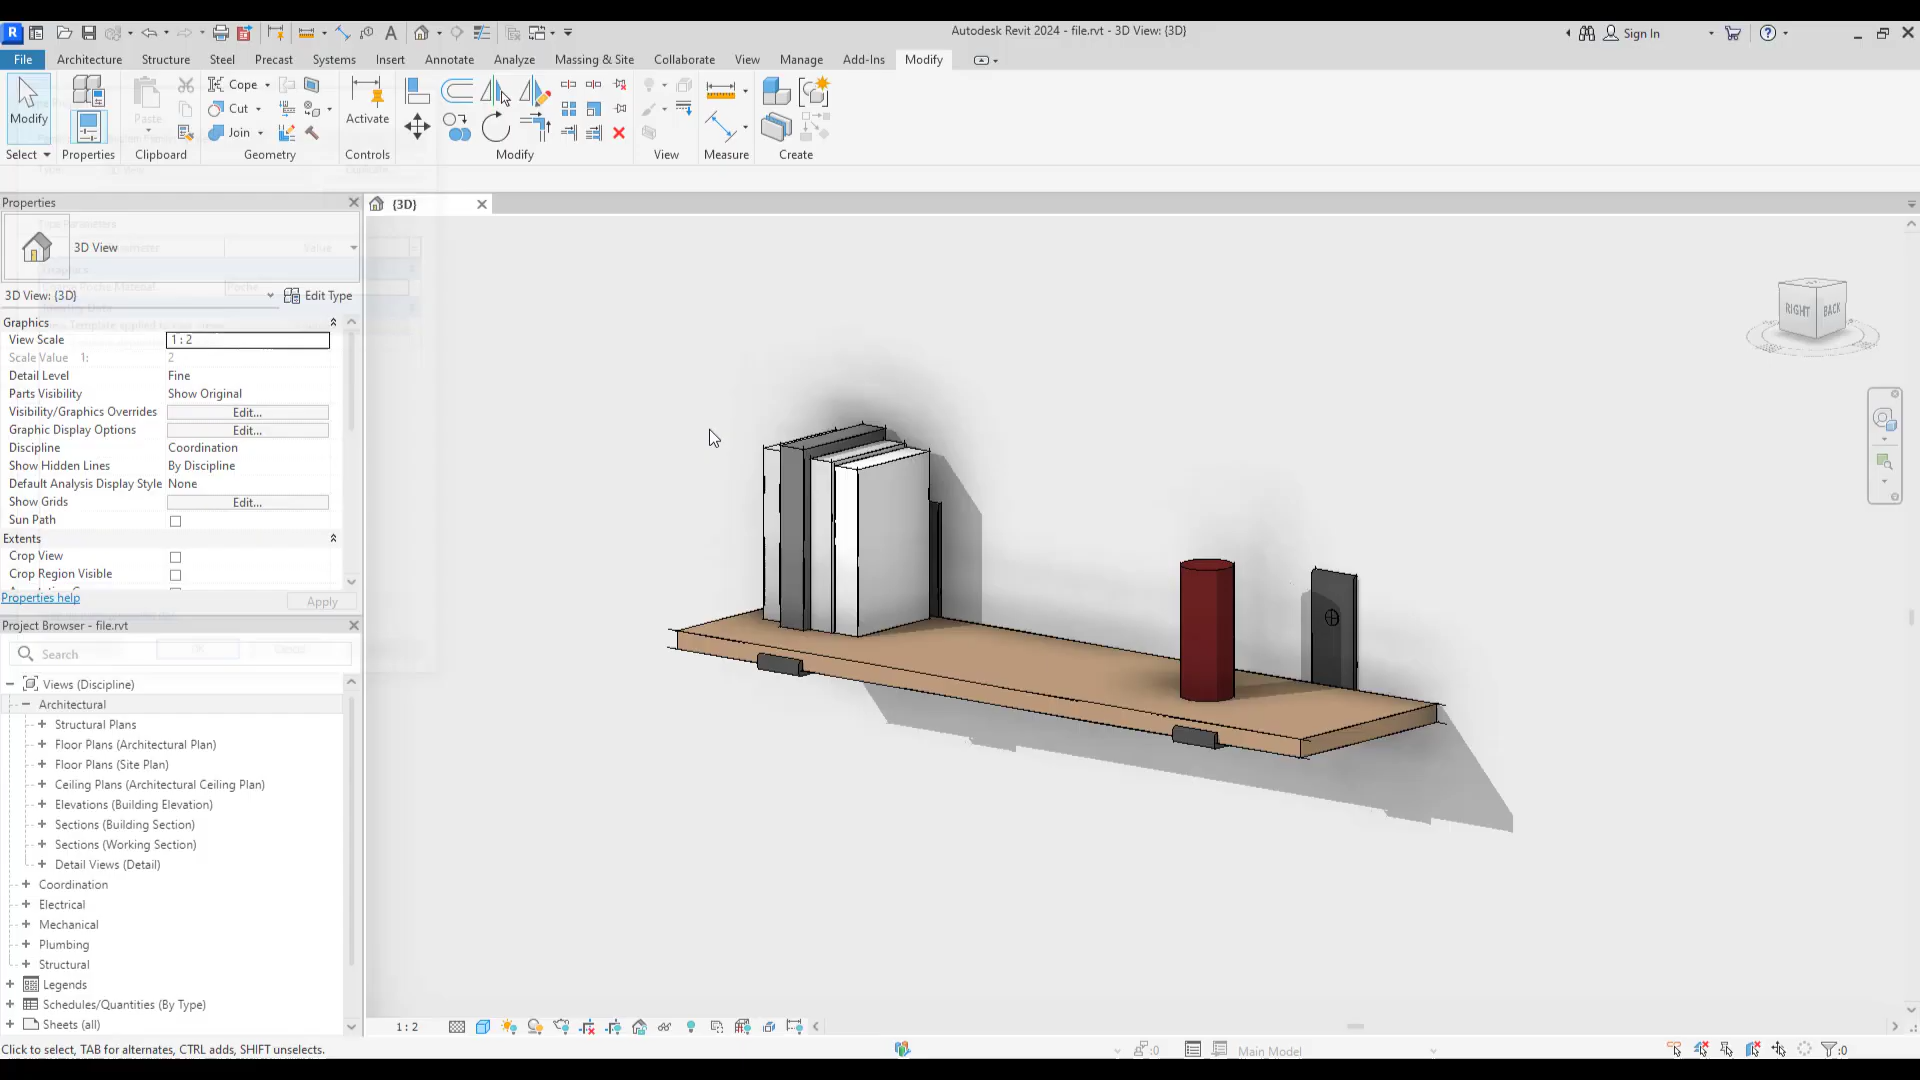 R
Autodesk Revit 2024 - file.rvt - 3D View: {3D}
Sign In
File
Architecture
Structure
Steel
Precast
Systems
Insert
Annotate
Analyze
Massing & Site
Collaborate
View
Manage
Add-Ins
Modify
Modify
Paste
Cope
Cut
Join
Activate
Select
Properties
Clipboard
Geometry
Controls
Modify
View
Measure
Create
Properties
{3D}
3D View
3D View: {3D}
Edit Type
Graphics
View Scale
1 : 2
Scale Value 1:
2
Detail Level
Fine
Parts Visibility
Show Original
Visibility/Graphics Overrides
Edit...
Graphic Display Options
Edit...
Discipline
Coordination
Show Hidden Lines
By Discipline
Default Analysis Display Style
None
Show Grids
Edit...
Sun Path
Extents
Crop View
Crop Region Visible
Properties help
Apply
Project Browser - file.rvt
Search
Views (Discipline)
Architectural
Structural Plans
Floor Plans (Architectural Plan)
Floor Plans (Site Plan)
Ceiling Plans (Architectural Ceiling Plan)
Elevations (Building Elevation)
Sections (Building Section)
Sections (Working Section)
Detail Views (Detail)
Coordination
Electrical
Mechanical
Plumbing
Structural
Legends
Schedules/Quantities (By Type)
Sheets (all)
RIGHT
BACK
1 : 2
Click to select, TAB for alternates, CTRL adds, SHIFT unselects.
:0
Main Model
:0